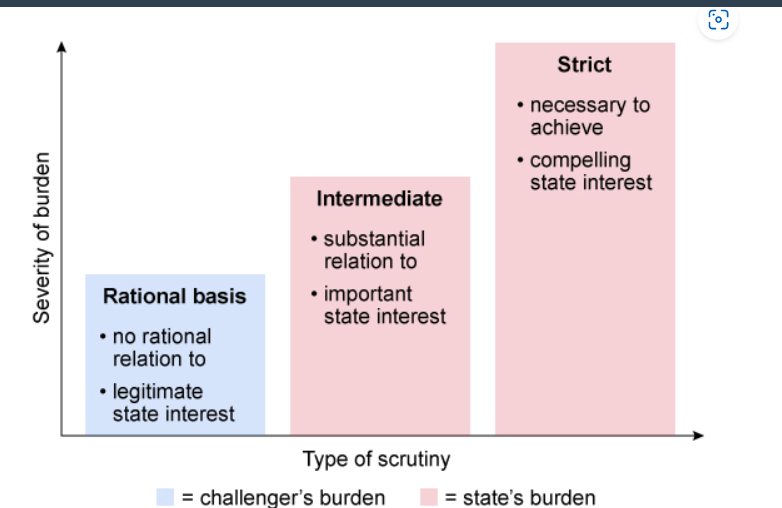 Severity of burden
Strict
• necessary to
achieve
• compelling
state interest
Intermediate
• substantial
relation to
• important
state interest
Rational basis
• no rational
relation to
• legitimate
state interest
Type of scrutiny
= challenger's burden
= state's burden